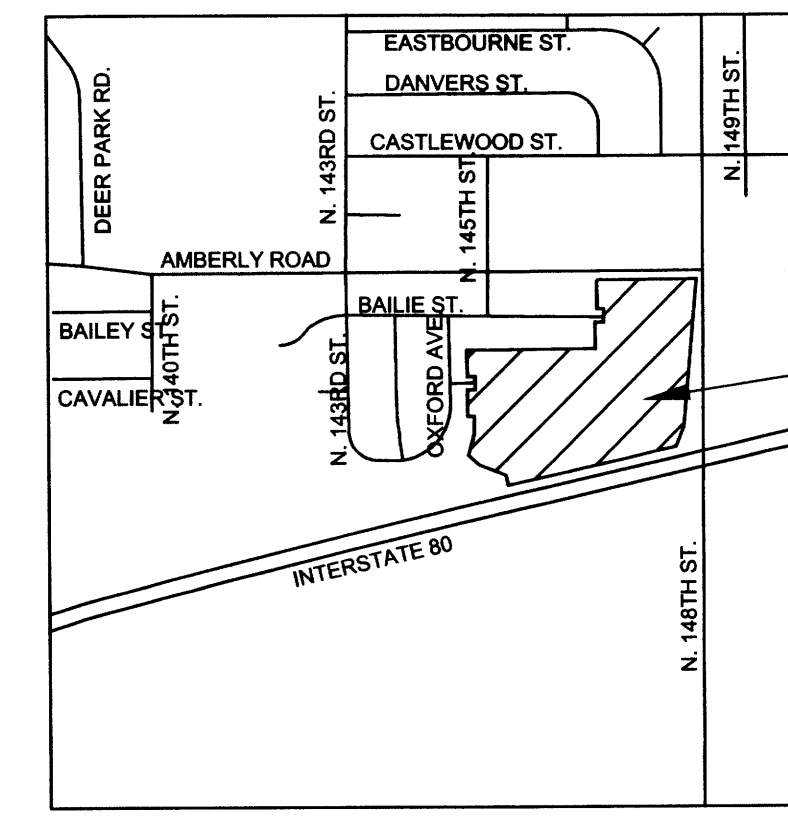 EASTBOURNE ST.
DANVERS ST.
CASTLEWOOD ST.
DEER PARK RD.
N. 143RD ST.
N. 145TH ST.
N. 149TH ST.
AMBERLY ROAD
BAILIE ST.
BAILEY ST.
CAVALIER ST.
N. 140TH ST.
N. 143RD ST.
OXFORD AVE.
INTERSTATE 80
N. 148TH ST.